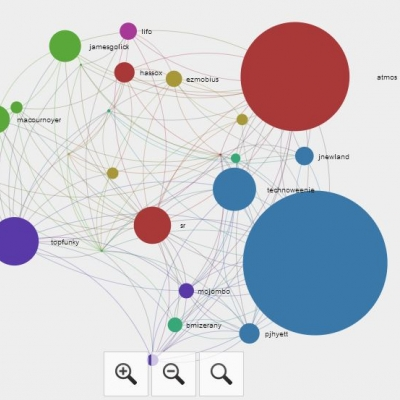 lifo
jamesgolick
hassox
ezmobius
atmos
macournoyer
jnewland
technoweenie
sr
topfunky
mojombo
bmizerany
pjhyett